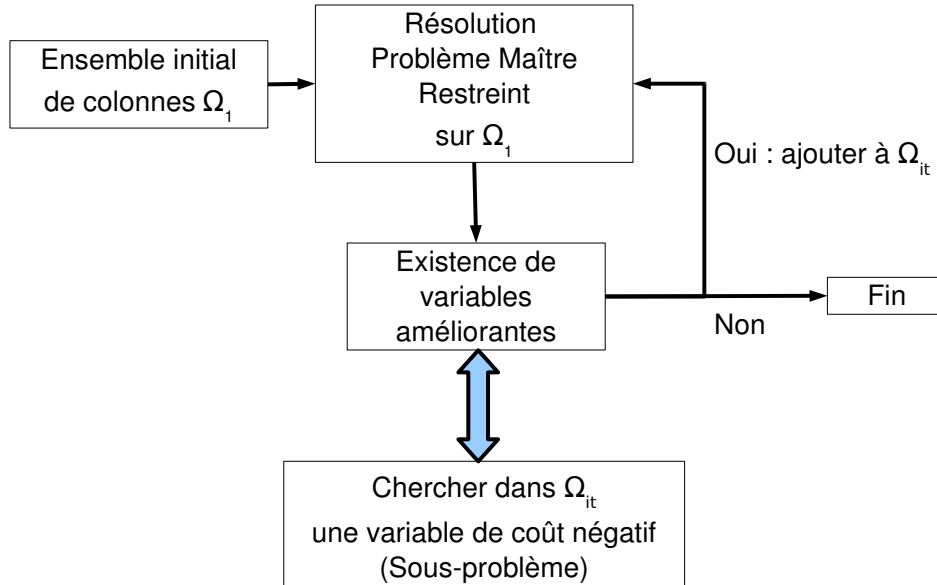 Ensemble initial
de colonnes Ω₁
Résolution
Problème Maître
Restreint
sur Ω₁
Oui : ajouter à Ωᵢₜ
Existence de
variables
améliorantes
Fin
Non
Chercher dans Ωᵢₜ
une variable de coût négatif
(Sous-problème)